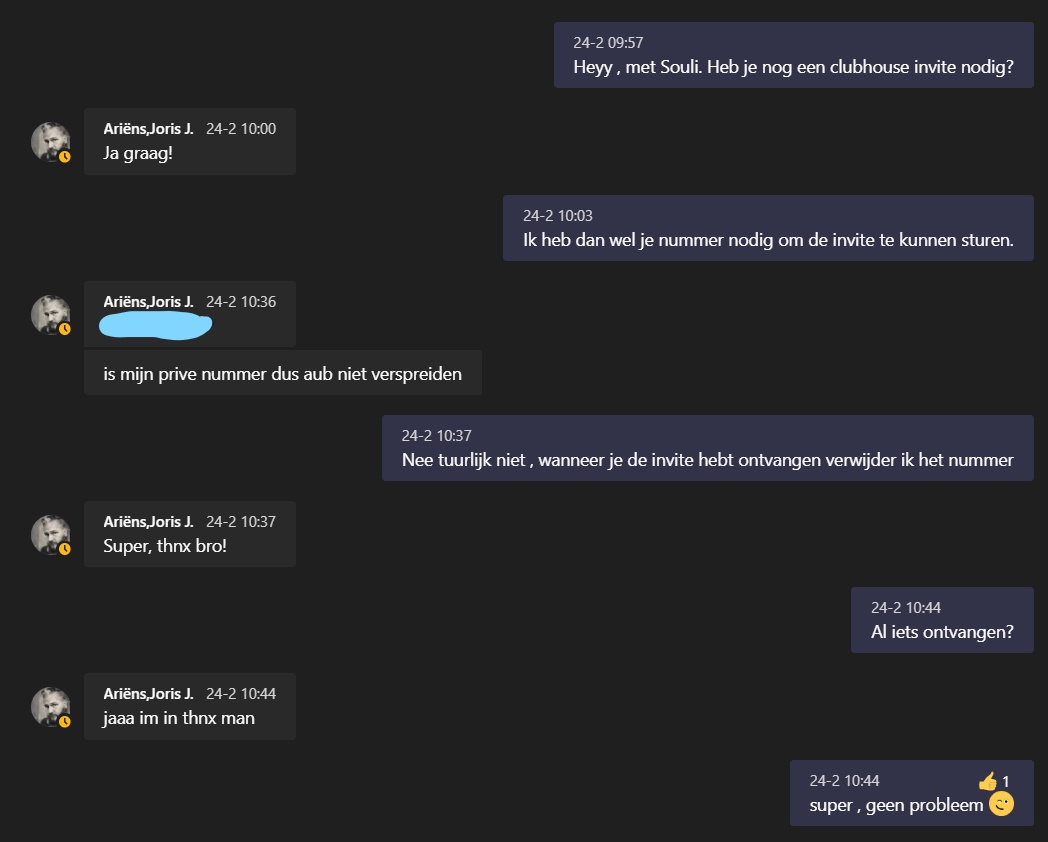 24-2 09:57
Heyy , met Souli. Heb je nog een clubhouse invite nodig?
Ariëns,Joris J. 24-2 10:00
Ja graag!
24-2 10:03
Ik heb dan wel je nummer nodig om de invite te kunnen sturen.
Ariëns,Joris J. 24-2 10:36
is mijn prive nummer dus aub niet verspreiden
24-2 10:37
Nee tuurlijk niet , wanneer je de invite hebt ontvangen verwijder ik het nummer
Ariëns,Joris J. 24-2 10:37
Super, thnx bro!
24-2 10:44
Al iets ontvangen?
Ariëns,Joris J. 24-2 10:44
jaaa im in thnx man
24-2 10:44 👍 1
super , geen probleem 😉